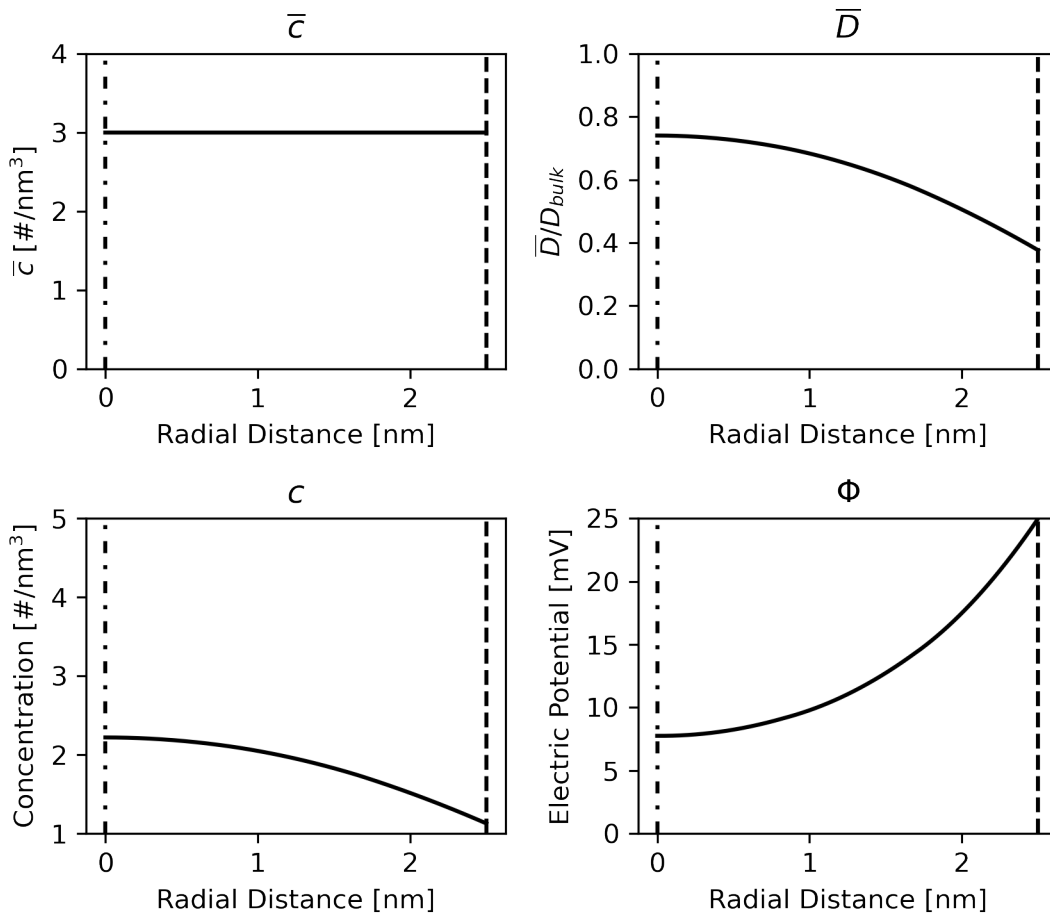 c̅
4
3
2
1
0
c̅ [#/nm³]
0 1 2
Radial Distance [nm]
D̅
1.0
0.8
0.6
0.4
0.2
0.0
D̅/D_bulk
0 1 2
Radial Distance [nm]
c
5
4
3
2
1
Concentration [#/nm³]
0 1 2
Radial Distance [nm]
Φ
25
20
15
10
5
0
Electric Potential [mV]
0 1 2
Radial Distance [nm]